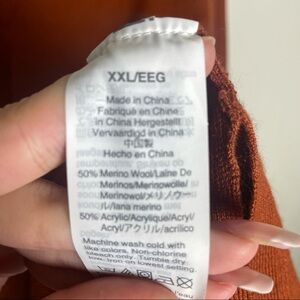 XXL/EEG
Made in China
Fabriqué en Chine
in China Hergestellt
Vervaardigd in China
中国製
Hecho en China
50% Merino Wool/Laine De
Merinos/Merinowolle/
Merinowol/メリノウー
ル/lana merino
50% Acrylic/Acrylique/Acryl/
Acryl/アクリル/acrílico
Machine wash cold with
like colors. Non-chlorine
bleach only. Tumble dry
low. Iron on lowest setting.